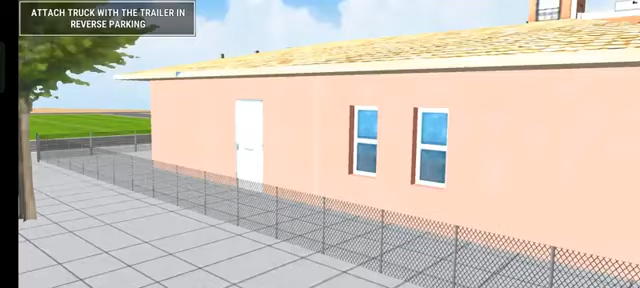 ATTACH TRUCK WITH THE TRAILER IN
REVERSE PARKING